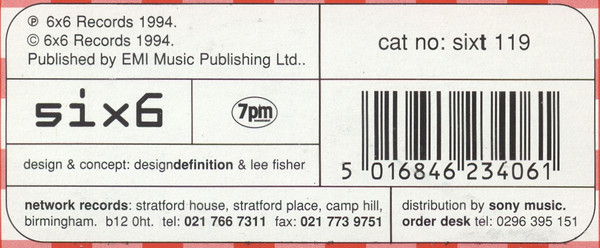 ℗ 6x6 Records 1994.
© 6x6 Records 1994.
Published by EMI Music Publishing Ltd..
cat no: sixt 119
six6
7pm
design & concept: designdefinition & lee fisher
5 016846 234061
network records: stratford house, stratford place, camp hill,
birmingham. b12 0ht. tel: 021 766 7311 fax: 021 773 9751
distribution by sony music.
order desk tel: 0296 395 151